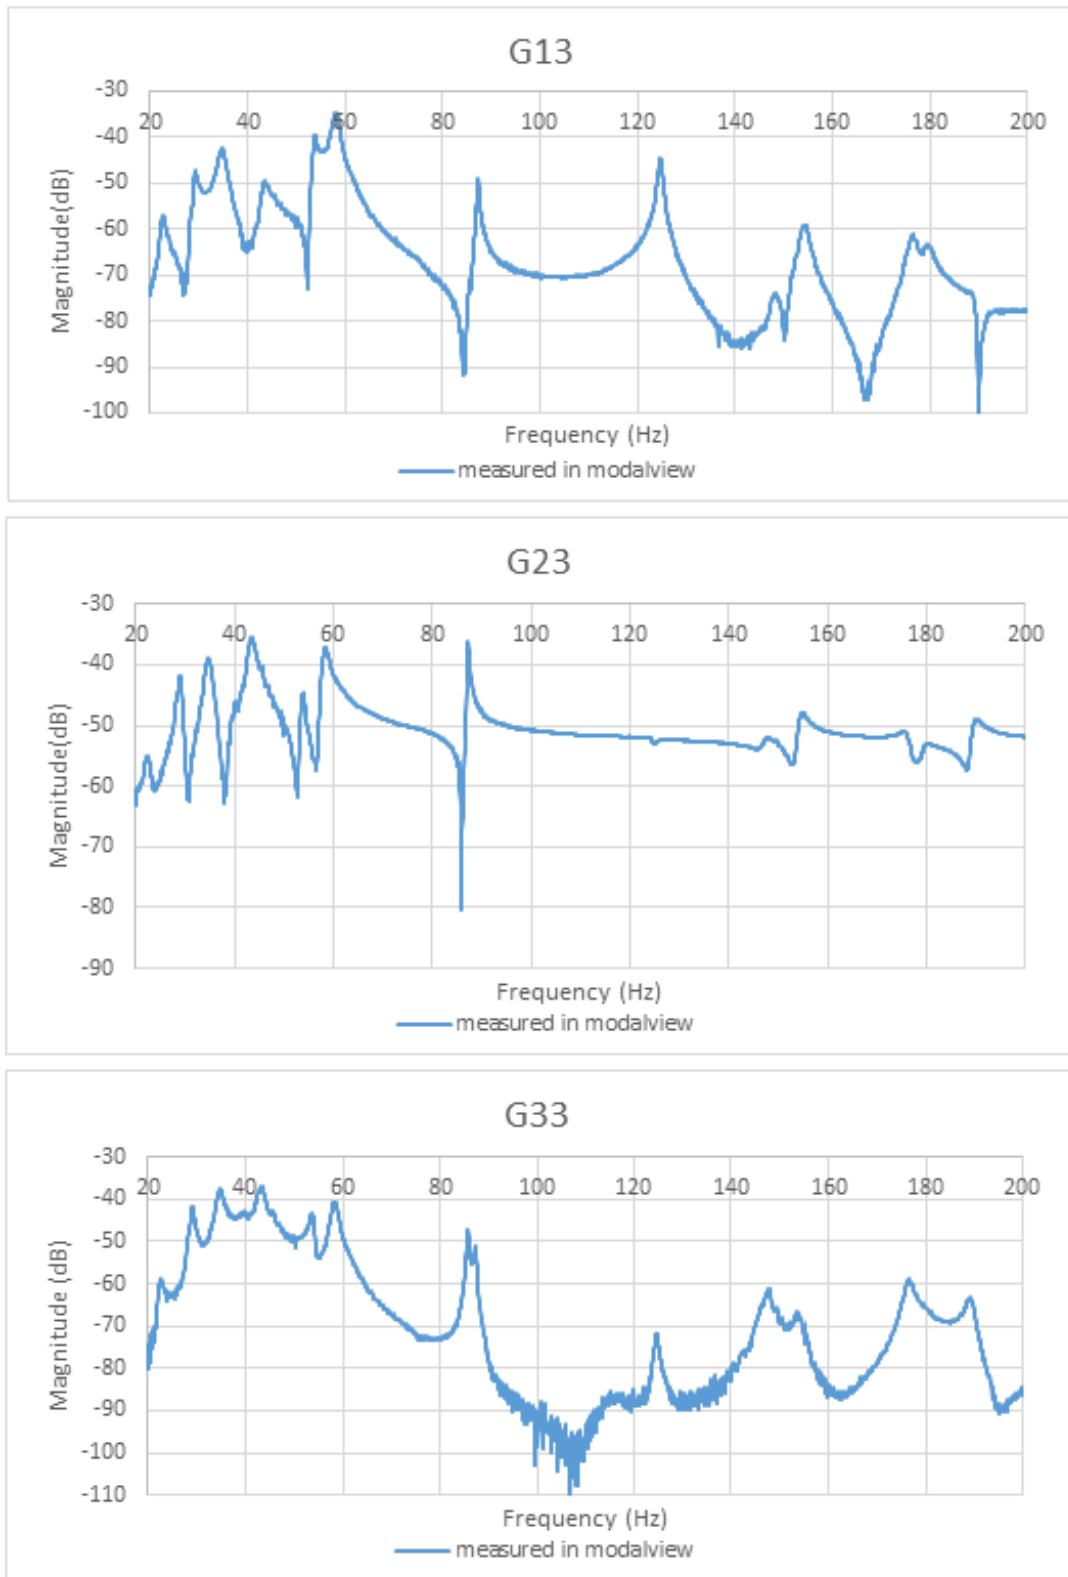 G13
-30
20 40 60 80 100 120 140 160 180 200
-40
-50
-60
-70
-80
-90
-100
Magnitude(dB)
Frequency (Hz)
measured in modalview
G23
-30
20 40 60 80 100 120 140 160 180 200
-40
-50
-60
-70
-80
-90
Magnitude(dB)
Frequency (Hz)
measured in modalview
G33
-30
20 40 60 80 100 120 140 160 180 200
-40
-50
-60
-70
-80
-90
-100
-110
Magnitude (dB)
Frequency (Hz)
measured in modalview